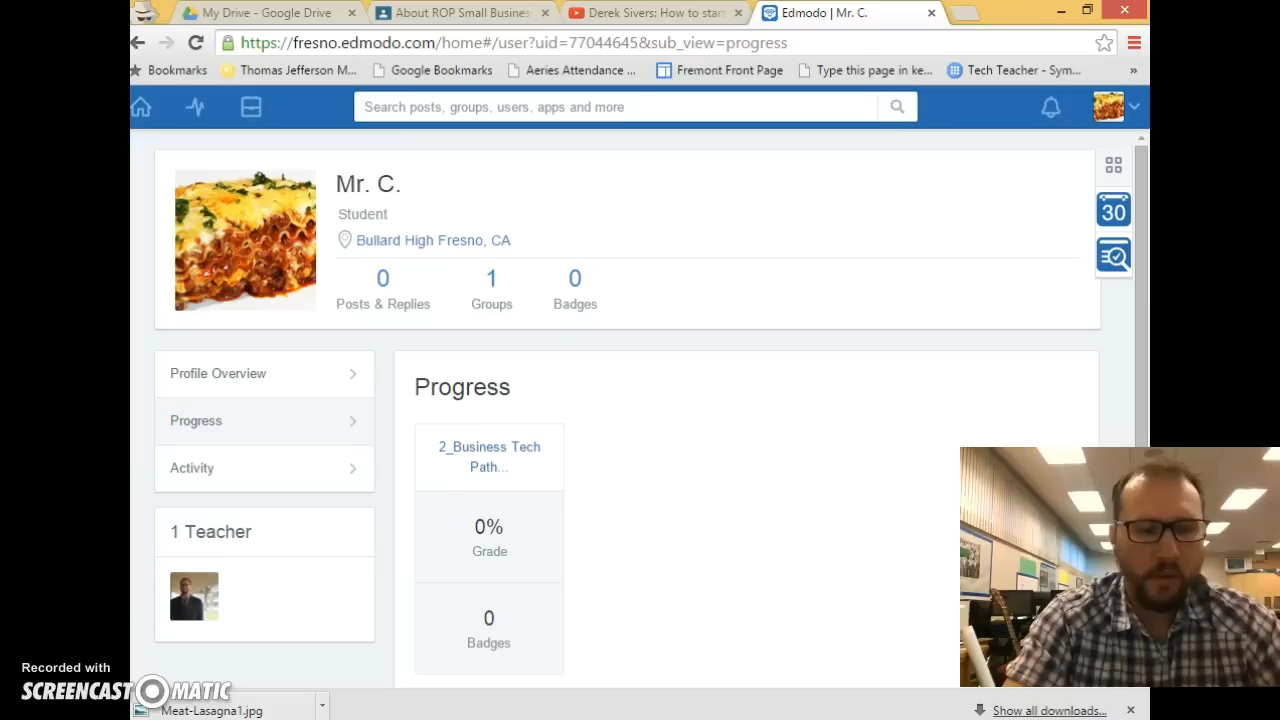 My Drive - Google Drive
About ROP Small Busines
Derek Sivers: How to star
Edmodo | Mr. C.
https://fresno.edmodo.com/home#/user?uid=77044645&sub_view=progress
Bookmarks
Thomas Jefferson M...
Google Bookmarks
Aeries Attendance ...
Fremont Front Page
Type this page in ke...
Tech Teacher - Sym...
»
Search posts, groups, users, apps and more
Mr. C.
Student
Bullard High Fresno, CA
0
Posts & Replies
1
Groups
0
Badges
30
Profile Overview
Progress
Activity
1 Teacher
Progress
2_Business Tech
Path...
0%
Grade
0
Badges
Recorded with
SCREENCAST O MATIC
Meat-Lasagna1.jpg
Show all downloads...